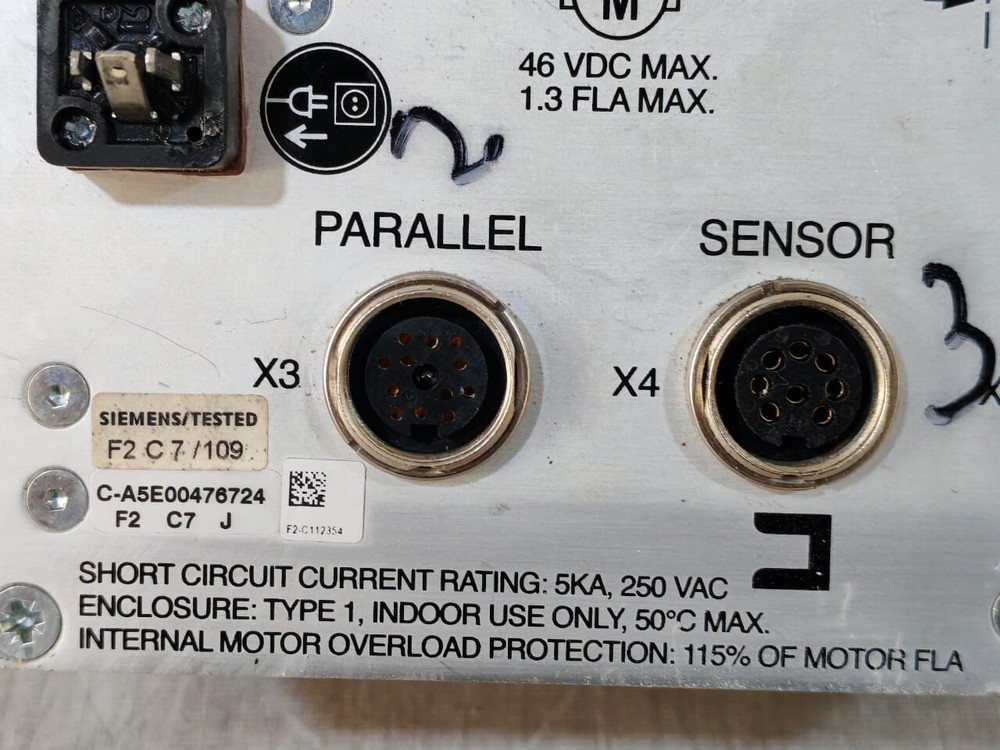 M
46 VDC MAX.
1.3 FLA MAX.
2.
PARALLEL
SENSOR
X3
X4
3
SIEMENS/TESTED
F2 C 7 /109
C-A5E00476724
F2 C7 J
F2-C112354
SHORT CIRCUIT CURRENT RATING: 5KA, 250 VAC
ENCLOSURE: TYPE 1, INDOOR USE ONLY, 50°C MAX.
INTERNAL MOTOR OVERLOAD PROTECTION: 115% OF MOTOR FLA